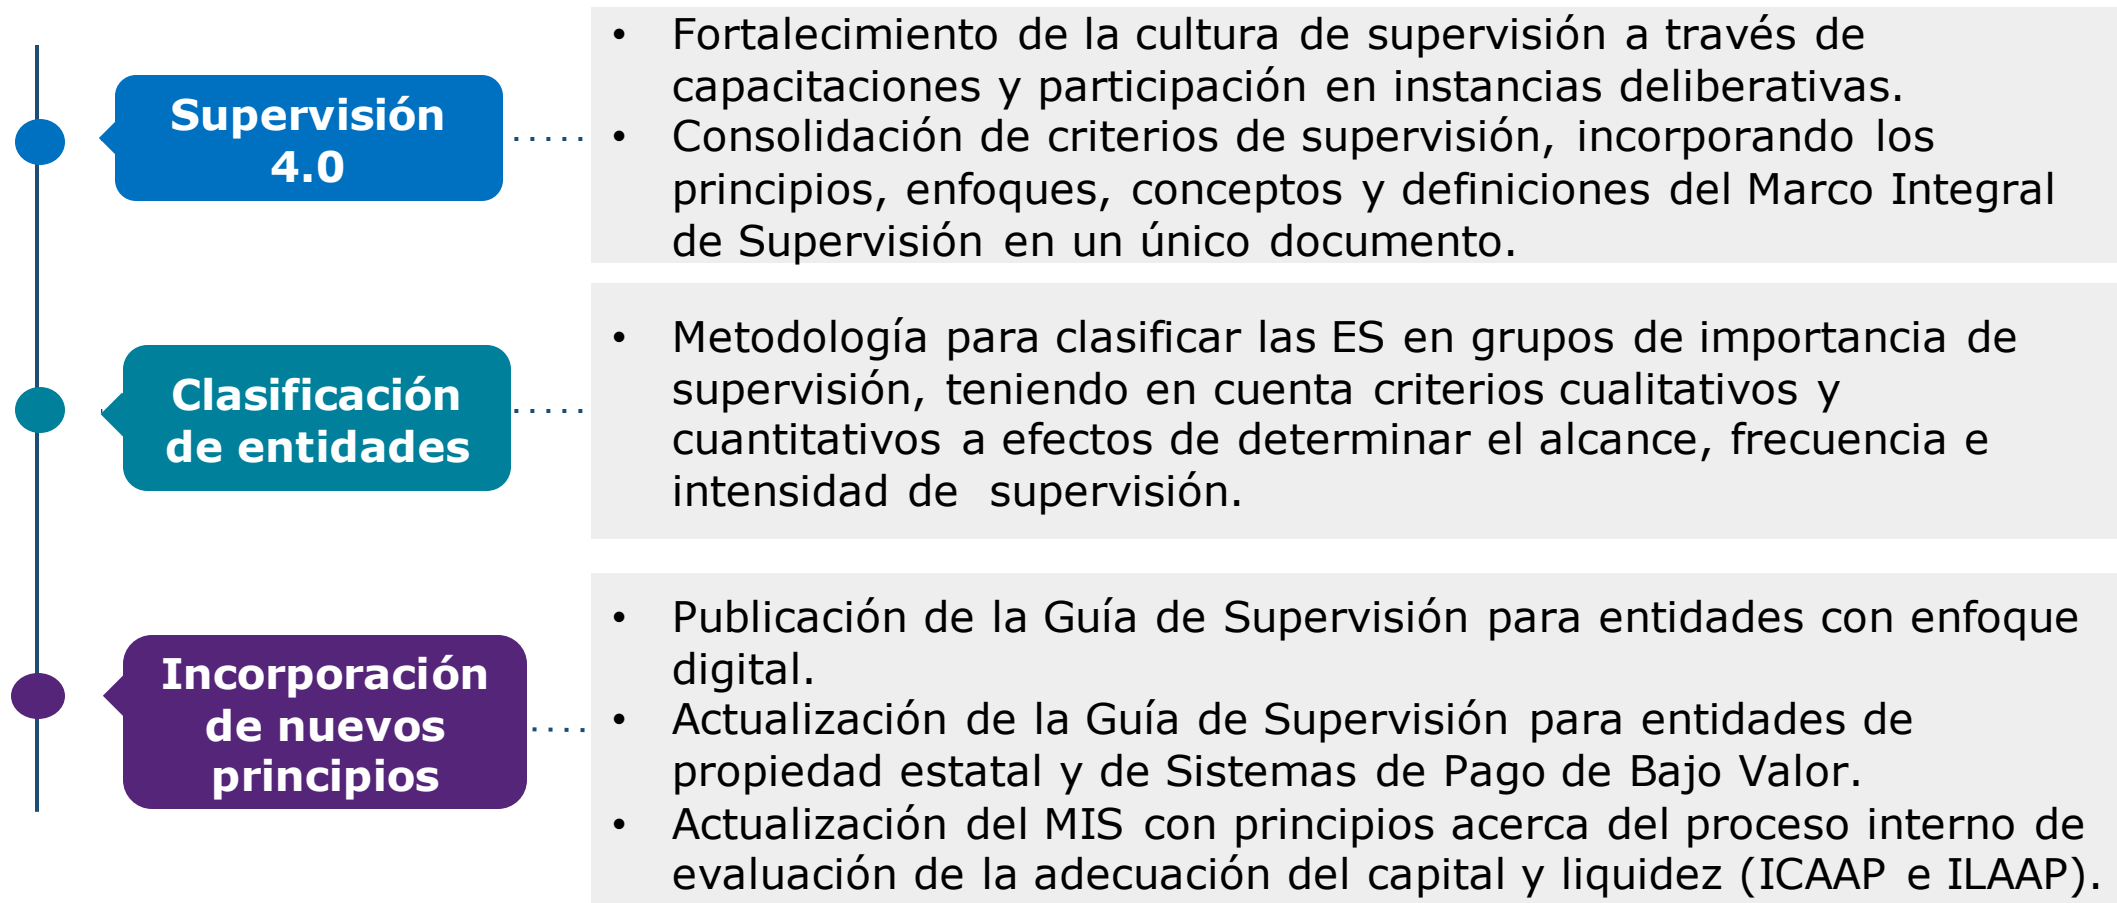 Supervisión
4.0
• Fortalecimiento de la cultura de supervisión a través de
capacitaciones y participación en instancias deliberativas.
• Consolidación de criterios de supervisión, incorporando los
principios, enfoques, conceptos y definiciones del Marco Integral
de Supervisión en un único documento.
Clasificación
de entidades
• Metodología para clasificar las ES en grupos de importancia de
supervisión, teniendo en cuenta criterios cualitativos y
cuantitativos a efectos de determinar el alcance, frecuencia e
intensidad de supervisión.
Incorporación
de nuevos
principios
• Publicación de la Guía de Supervisión para entidades con enfoque
digital.
• Actualización de la Guía de Supervisión para entidades de
propiedad estatal y de Sistemas de Pago de Bajo Valor.
• Actualización del MIS con principios acerca del proceso interno de
evaluación de la adecuación del capital y liquidez (ICAAP e ILAAP).